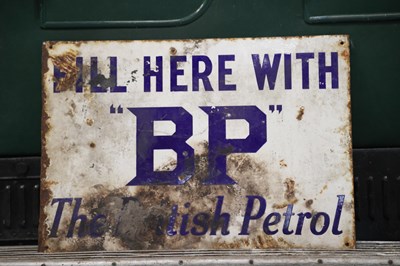 FILL HERE WITH
"BP"
The British Petrol